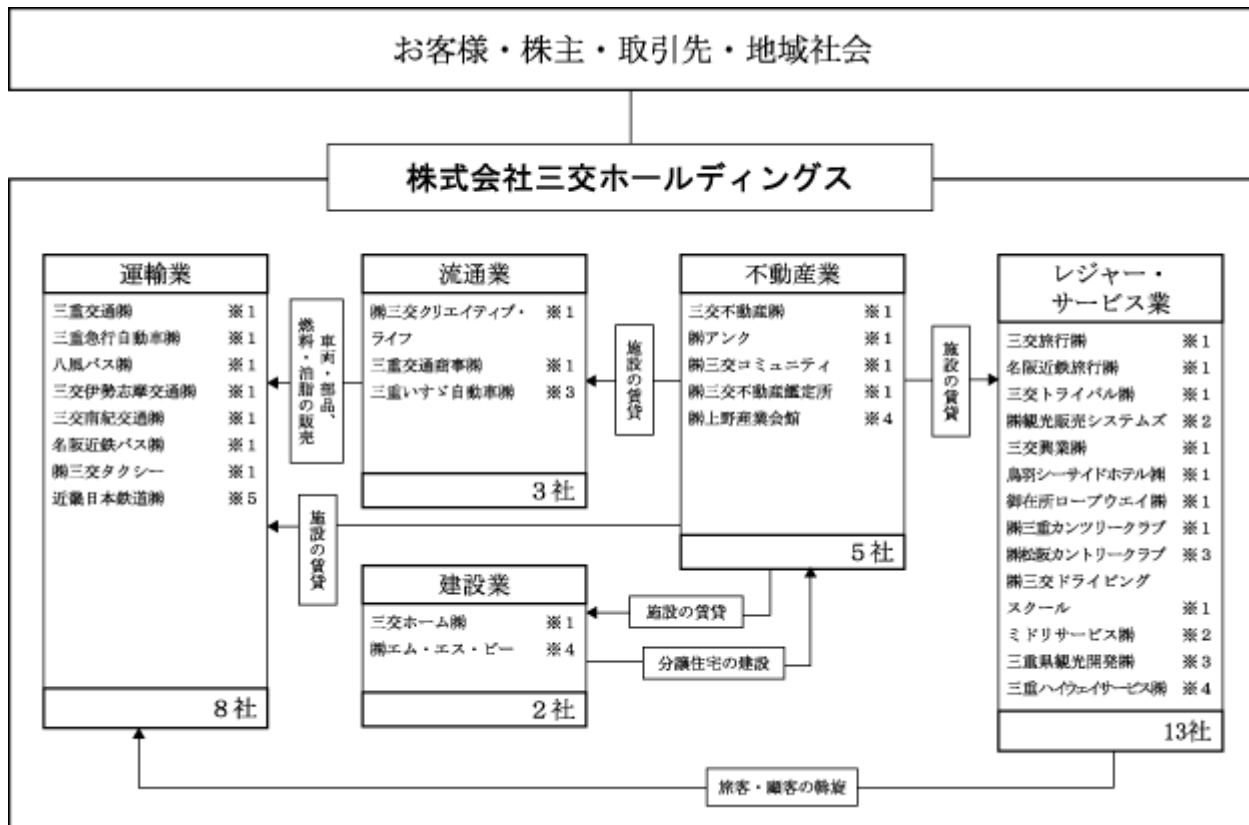 お客様・株主・取引先・地域社会
株式会社三交ホールディングス
運輸業
三重交通㈱ ※1
三重急行自動車㈱ ※1
八風バス㈱ ※1
三交伊勢志摩交通㈱ ※1
三交南紀交通㈱ ※1
名阪近鉄バス㈱ ※1
㈱三交タクシー ※1
近畿日本鉄道㈱ ※5
8社
車両・部品、
燃料・油脂の販売
施設の賃貸
流通業
㈱三交クリエイティブ・ ※1
ライフ
三重交通商事㈱ ※1
三重いすゞ自動車㈱ ※3
3社
建設業
三交ホーム㈱ ※1
㈱エム・エス・ピー ※4
2社
施設の賃貸
施設の賃貸
分譲住宅の建設
不動産業
三交不動産㈱ ※1
㈱アンク ※1
㈱三交コミュニティ ※1
㈱三交不動産鑑定所 ※1
㈱上野産業会館 ※4
5社
施設の賃貸
レジャー・
サービス業
三交旅行㈱ ※1
名阪近鉄旅行㈱ ※1
三交トライパル㈱ ※1
㈱観光販売システムズ ※2
三交興業㈱ ※1
鳥羽シーサイドホテル㈱ ※1
御在所ロープウエイ㈱ ※1
㈱三重カンツリークラブ ※1
㈱松阪カントリークラブ ※3
㈱三交ドライビング
スクール ※1
ミドリサービス㈱ ※2
三重県観光開発㈱ ※3
三重ハイウェイサービス㈱ ※4
13社
旅客・顧客の斡旋